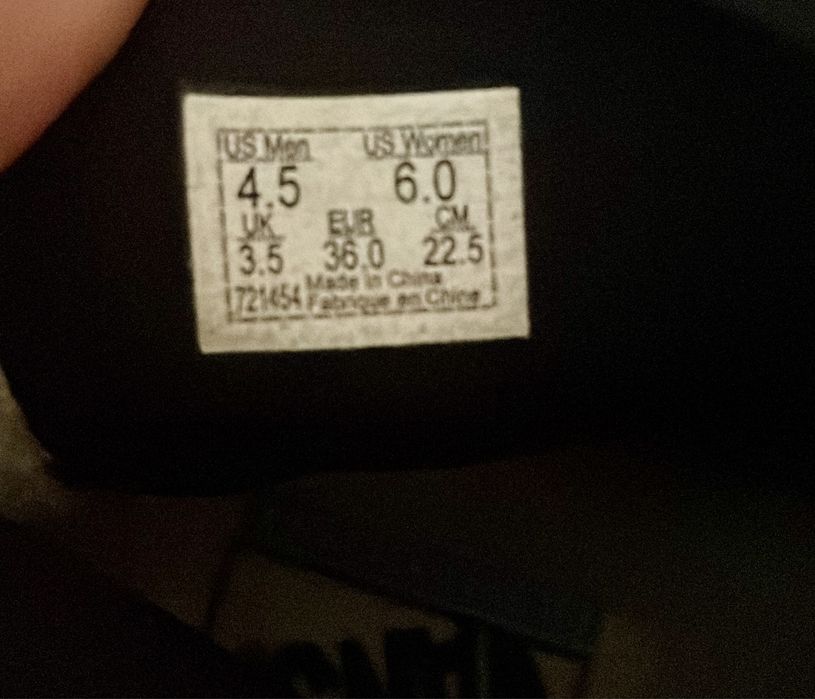 US Men US Women
4.5 6.0
UK EUR CM
3.5 36.0 22.5
Made in China
721454 Fabrique en Chine